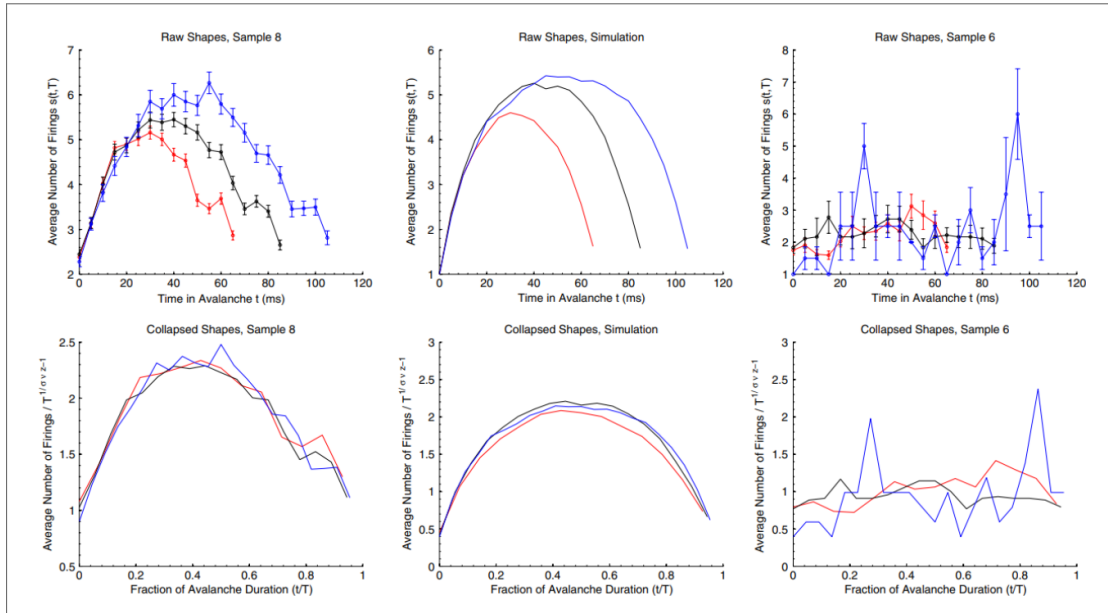 Raw Shapes, Sample 8
7
6
5
4
3
2
0 20 40 60 80 100 120
Average Number of Firings s(t,T)
Time in Avalanche t (ms)
Raw Shapes, Simulation
6
5
4
3
2
1
0 20 40 60 80 100 120
Average Number of Firings s(t,T)
Time in Avalanche t (ms)
Raw Shapes, Sample 6
8
7
6
5
4
3
2
1
0 20 40 60 80 100 120
Average Number of Firings s(t,T)
Time in Avalanche t (ms)
Collapsed Shapes, Sample 8
2.5
2
1.5
1
0.5
0 0.2 0.4 0.6 0.8 1
Average Number of Firings / T^1/σ ν z−1
Fraction of Avalanche Duration (t/T)
Collapsed Shapes, Simulation
3
2.5
2
1.5
1
0.5
0
0 0.2 0.4 0.6 0.8 1
Average Number of Firings / T^1/σ ν z−1
Fraction of Avalanche Duration (t/T)
Collapsed Shapes, Sample 6
3
2.5
2
1.5
1
0.5
0
0 0.2 0.4 0.6 0.8 1
Average Number of Firings / T^1/σ ν z−1
Fraction of Avalanche Duration (t/T)